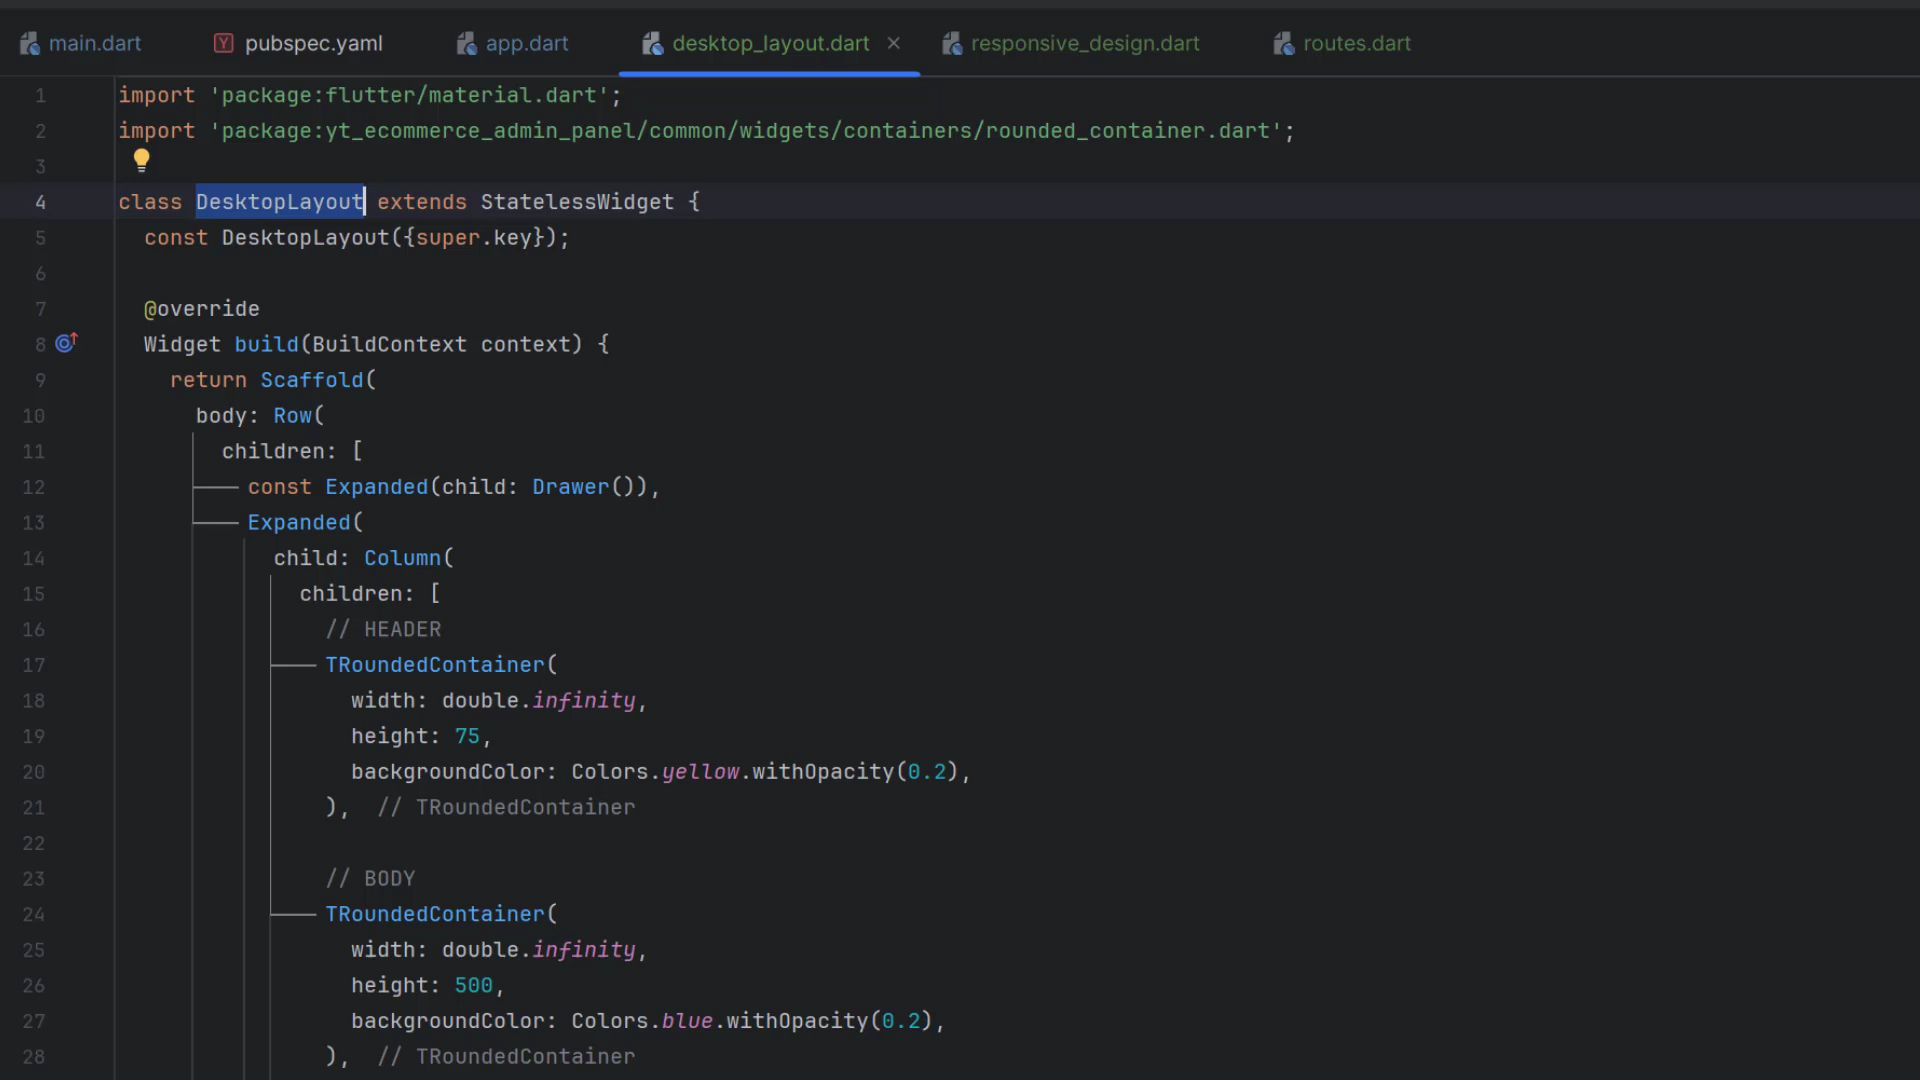 main.dart pubspec.yaml app.dart desktop_layout.dart responsive_design.dart routes.dart
1 import 'package:flutter/material.dart';
2 import 'package:yt_ecommerce_admin_panel/common/widgets/containers/rounded_container.dart';
3
4 class DesktopLayout extends StatelessWidget {
5 const DesktopLayout({super.key});
6
7 @override
8 Widget build(BuildContext context) {
9 return Scaffold(
10 body: Row(
11 children: [
12 const Expanded(child: Drawer()),
13 Expanded(
14 child: Column(
15 children: [
16 // HEADER
17 TRoundedContainer(
18 width: double.infinity,
19 height: 75,
20 backgroundColor: Colors.yellow.withOpacity(0.2),
21 ), // TRoundedContainer
22
23 // BODY
24 TRoundedContainer(
25 width: double.infinity,
26 height: 500,
27 backgroundColor: Colors.blue.withOpacity(0.2),
28 ), // TRoundedContainer